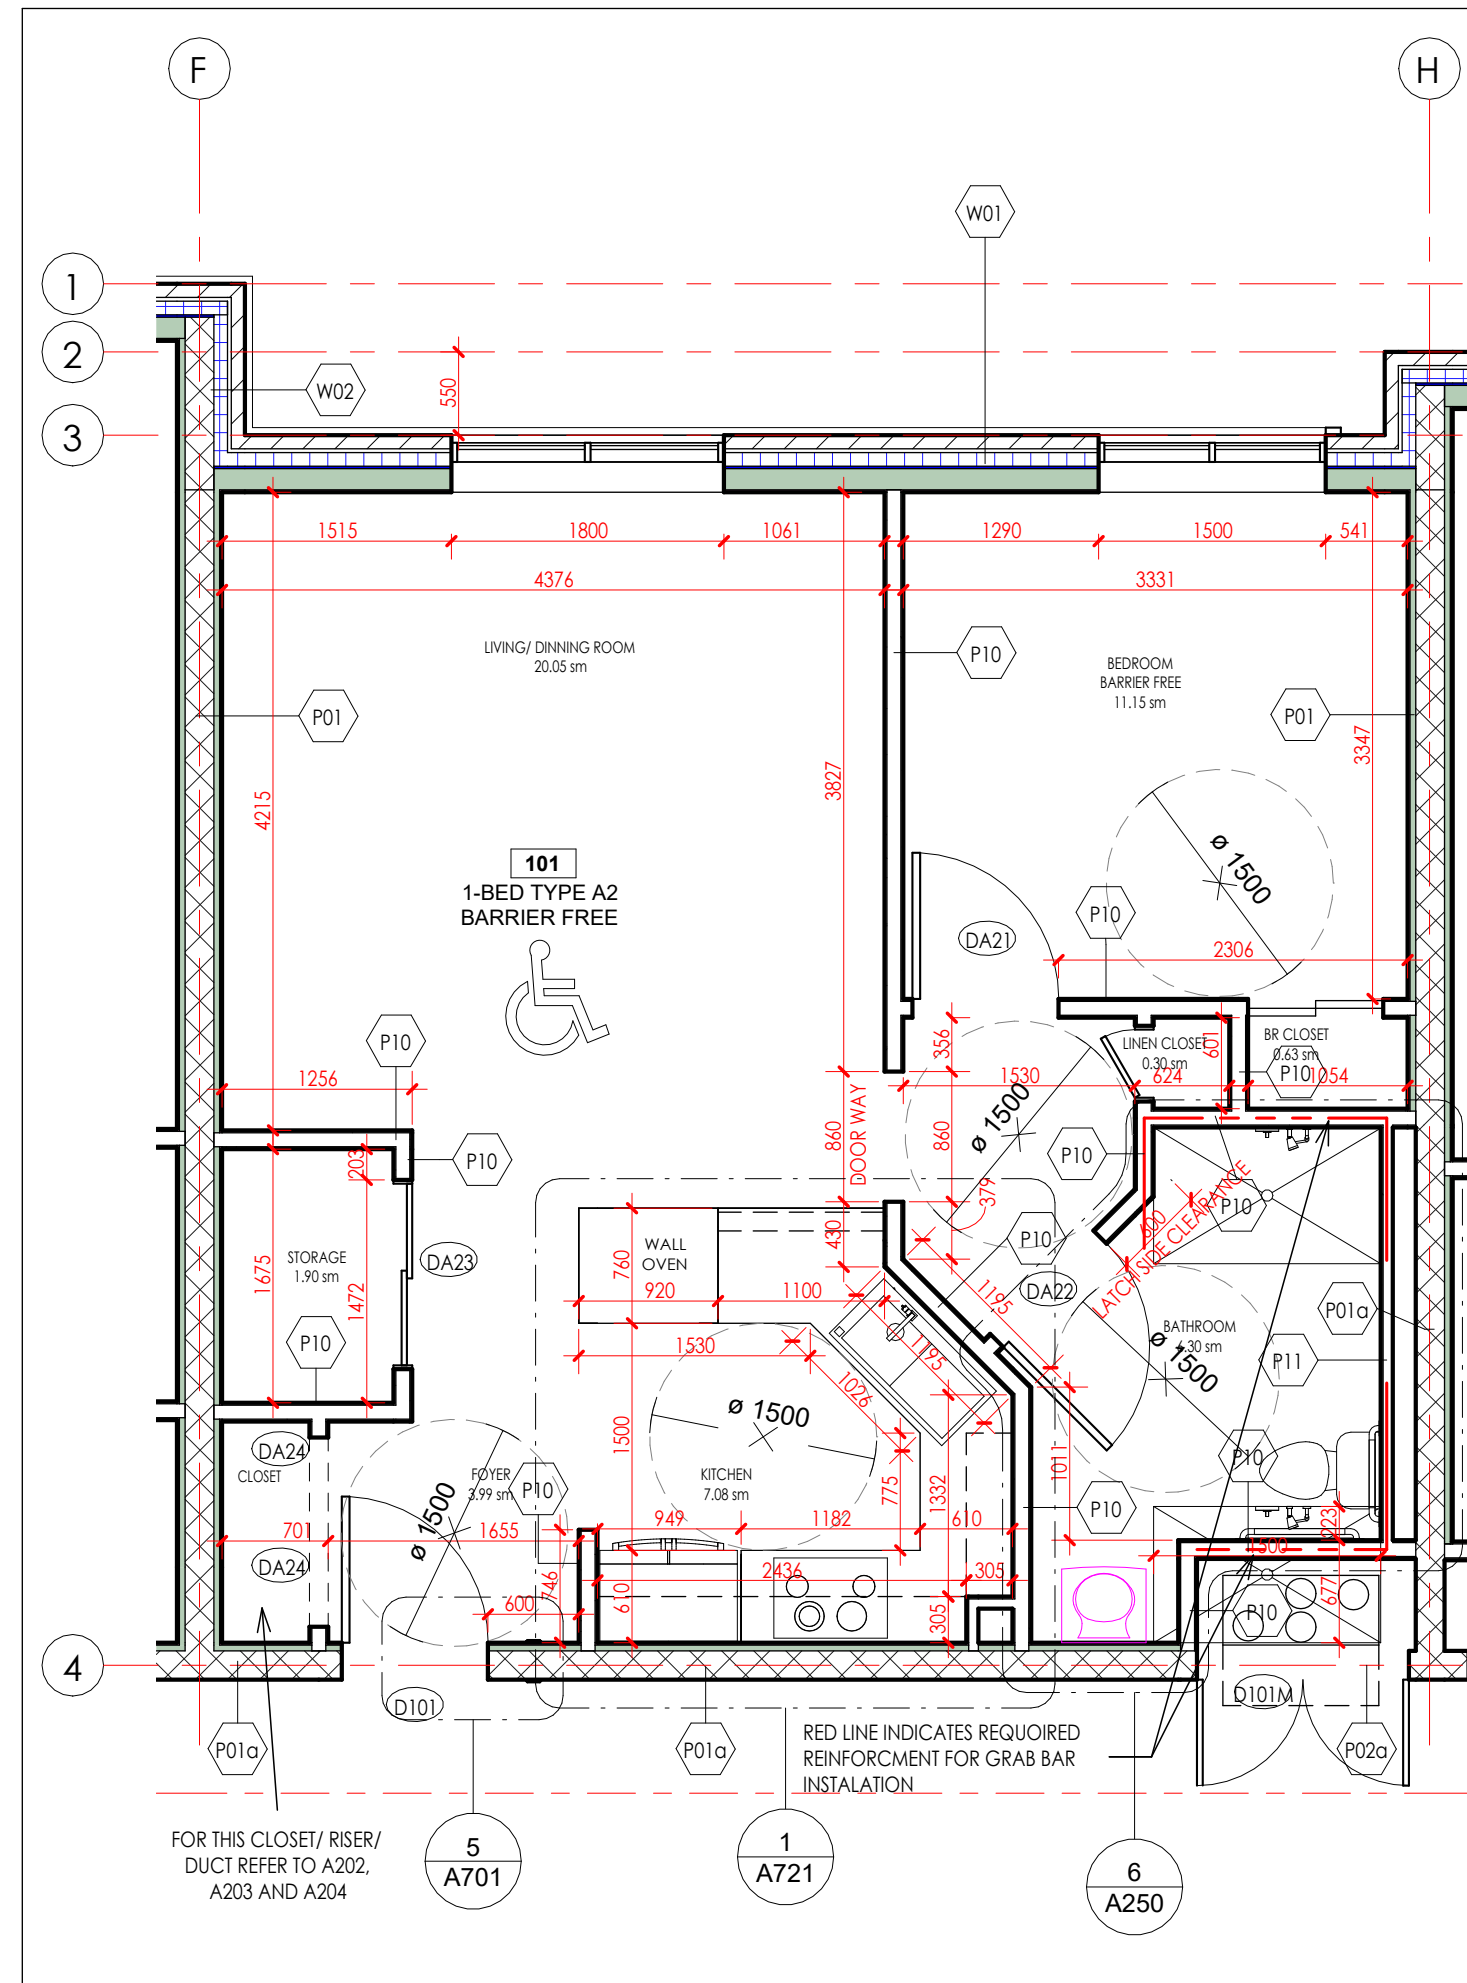 F
H
W01
1
2
3
W02
550
1515
1800
1061
1290
1500
541
4376
3331
LIVING/ DINNING ROOM
20.05 sm
P10
BEDROOM
BARRIER FREE
11.15 sm
P01
P01
4215
3827
3347
101
1-BED TYPE A2
BARRIER FREE
ø 1500
P10
DA21
2306
P10
356
LINEN CLOSET
0.30 sm
601
BR CLOSET
0.63 sm
P10
1256
1530
624
1054
860
DOOR WAY
860
ø 1500
203
P10
P10
379
P10
600
LATCH SIDE CLEARANCE
430
P10
WALL
OVEN
760
STORAGE
1.90 sm
DA23
1675
1472
920
1100
1195
DA22
P01a
P10
1530
1195
BATHROOM
4.30 sm
P11
ø 1500
1026
1500
ø 1500
DA24
CLOSET
FOYER
3.99 sm
P10
KITCHEN
7.08 sm
775
1332
1011
P10
P10
ø 1500
701
1655
949
1182
610
223
1500
DA24
746
610
2436
305
677
600
305
P10
4
D101
D101M
P01a
P01a
P02a
RED LINE INDICATES REQUOIRED
REINFORCMENT FOR GRAB BAR
INSTALATION
FOR THIS CLOSET/ RISER/
DUCT REFER TO A202,
A203 AND A204
5
A701
1
A721
6
A250